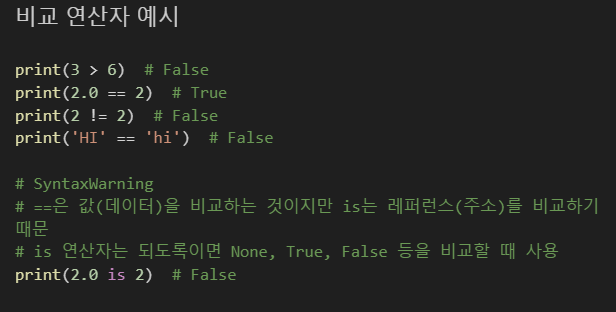 비교 연산자 예시
print(3 > 6)  # False
print(2.0 == 2)  # True
print(2 != 2)  # False
print('HI' == 'hi')  # False
# SyntaxWarning
# ==은 값(데이터)을 비교하는 것이지만 is는 레퍼런스(주소)를 비교하기
때문
# is 연산자는 되도록이면 None, True, False 등을 비교할 때 사용
print(2.0 is 2)  # False